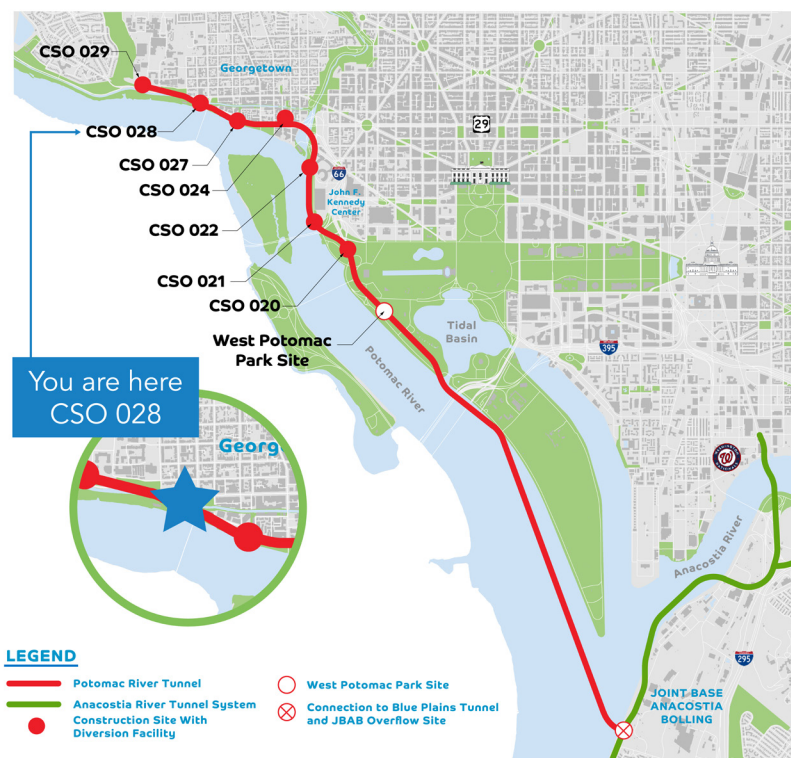 CSO 029
Georgetown
CSO 028
29
CSO 027
CSO 024
66
John F.
Kennedy
Center
CSO 022
CSO 021
CSO 020
West Potomac
Park Site
Tidal
Basin
395
Potomac River
You are here
CSO 028
Georg
W
Anacostia River
295
JOINT BASE
ANACOSTIA
BOLLING
LEGEND
Potomac River Tunnel
Anacostia River Tunnel System
Construction Site With
Diversion Facility
West Potomac Park Site
Connection to Blue Plains Tunnel
and JBAB Overflow Site